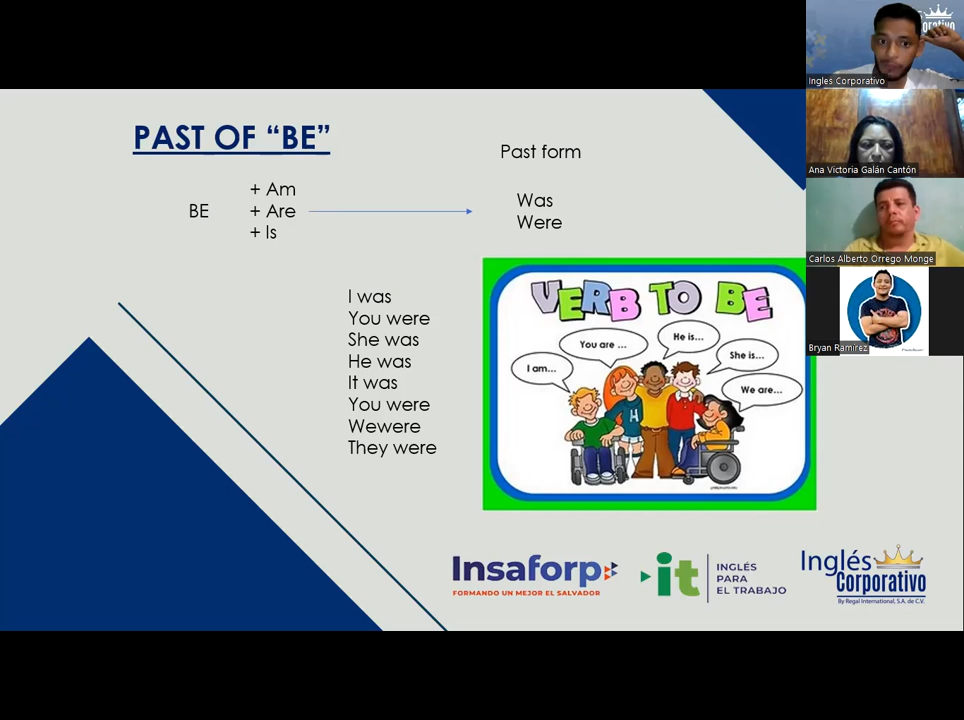 PAST OF “BE”
Past form
+ Am
BE + Are
+ Is
Was
Were
I was
You were
She was
He was
It was
You were
Wewere
They were
VERB TO BE
I am...
You are ...
He is...
She is...
We are...
H
Insaforp
FORMANDO UN MEJOR EL SALVADOR
it
INGLÉS
PARA
EL TRABAJO
Inglés
Corporativo
By Regal International, S.A. de C.V.
Ingles Corporativo
Ana Victoria Galán Cantón
Carlos Alberto Orrego Monge
Bryan Ramirez